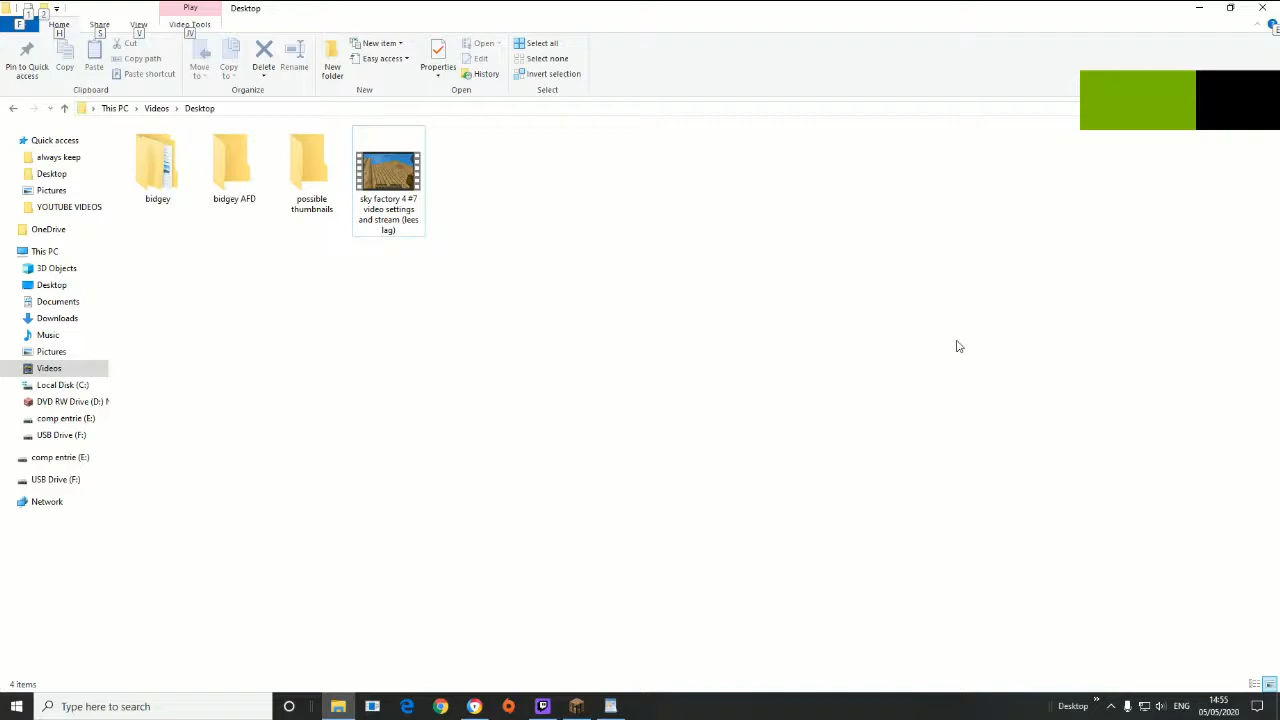 1 2 Play Desktop
F Home Share View Video Tools
H S V JV E
Pin to Quick access
Copy
Paste
Cut
Copy path
Paste shortcut
Clipboard
Move to
Copy to
Delete
Rename
Organize
New folder
New item
Easy access
New
Properties
Open
Edit
History
Open
Select all
Select none
Invert selection
Select
This PC Videos Desktop
Quick access
always keep
Desktop
Pictures
YOUTUBE VIDEOS
OneDrive
This PC
3D Objects
Desktop
Documents
Downloads
Music
Pictures
Videos
Local Disk (C:)
DVD RW Drive (D:) N
comp entrie (E:)
USB Drive (F:)
comp entrie (E:)
USB Drive (F:)
Network
bidgey
bidgey AFD
possible
thumbnails
sky factory 4 #7
video settings
and stream (lees
lag)
4 items
Type here to search
Desktop ENG 14:55
05/05/2020